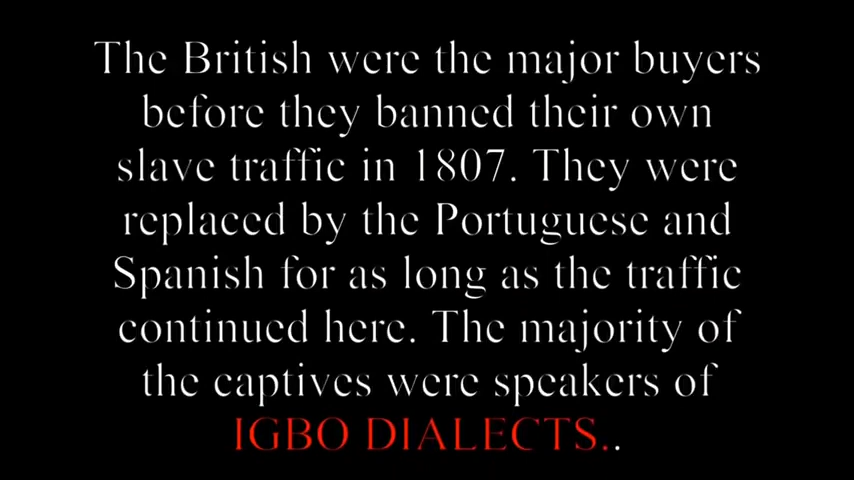 The British were the major buyers
before they banned their own
slave traffic in 1807. They were
replaced by the Portuguese and
Spanish for as long as the traffic
continued here. The majority of
the captives were speakers of
IGBO DIALECTS..